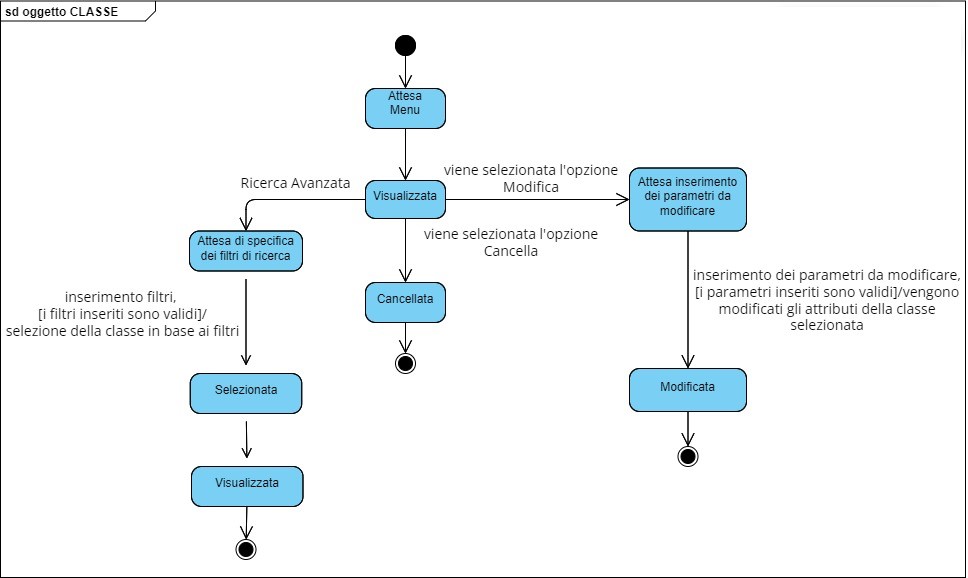 sd oggetto CLASSE
Attesa
Menu
Ricerca Avanzata
Visualizzata
viene selezionata l'opzione
Modifica
Attesa inserimento
dei parametri da
modificare
Attesa di specifica
dei filtri di ricerca
viene selezionata l'opzione
Cancella
inserimento filtri,
[i filtri inseriti sono validi]/
selezione della classe in base ai filtri
Cancellata
inserimento dei parametri da modificare,
[i parametri inseriti sono validi]/vengono
modificati gli attributi della classe
selezionata
Selezionata
Modificata
Visualizzata